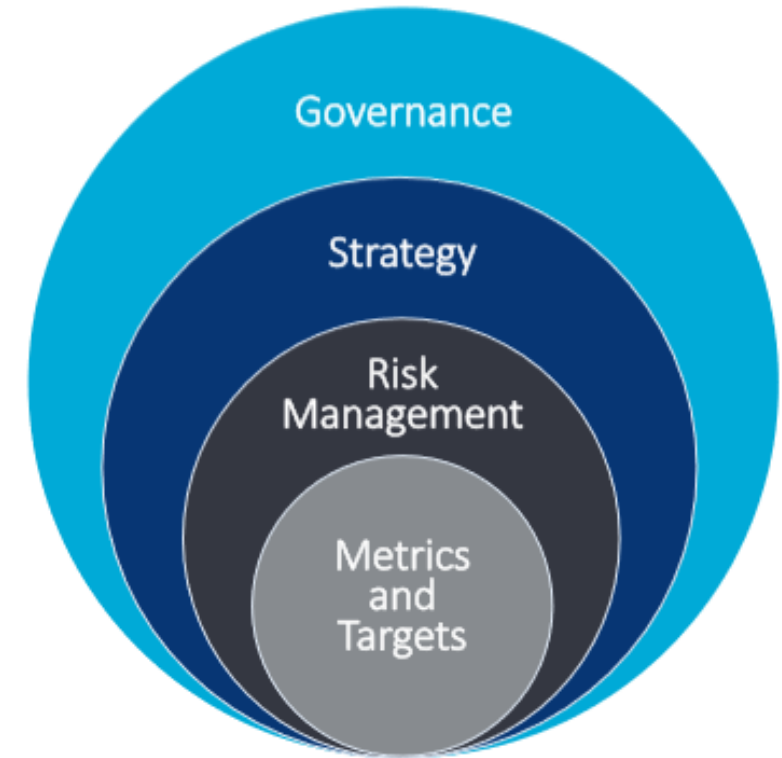 Governance
Strategy
Risk
Management
Metrics
and
Targets